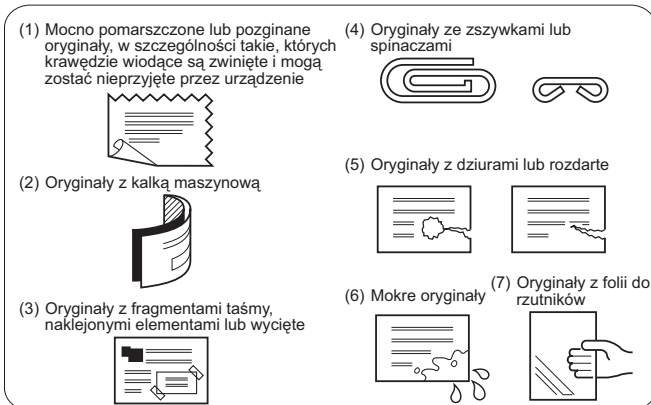 (1) Mocno pomarszczone lub pozginane
oryginały, w szczególności takie, których
krawędzie wiodące są zwinięte i mogą
zostać nieprzyjęte przez urządzenie
(2) Oryginały z kalką maszynową
(3) Oryginały z fragmentami taśmy,
naklejonymi elementami lub wycięte
(4) Oryginały ze zszywkami lub
spinaczami
(5) Oryginały z dziurami lub rozdarte
(6) Mokre oryginały
(7) Oryginały z folii do
rzutników